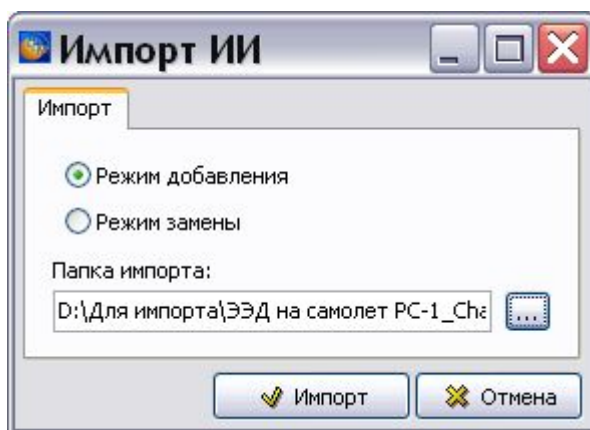 Импорт ИИ
Импорт
Режим добавления
Режим замены
Папка импорта:
D:\Для импорта\ЭЭД на самолет РС-1_Cha
...
Импорт
Отмена